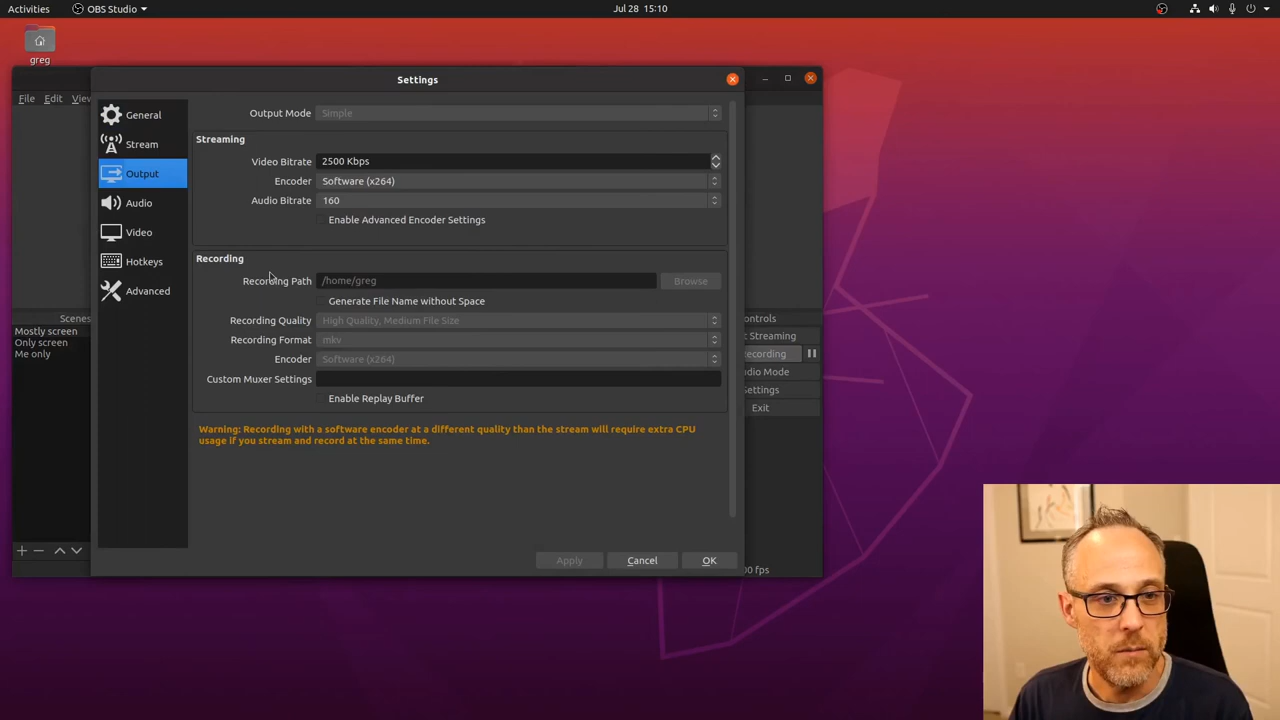 Activities
OBS Studio
Jul 28 15:10
greg
Settings
File
Edit
General
Stream
Output
Audio
Video
Hotkeys
Advanced
Output Mode
Simple
Streaming
Video Bitrate
2500 Kbps
Encoder
Software (x264)
Audio Bitrate
160
Enable Advanced Encoder Settings
Recording
Recording Path
/home/greg
Browse
Generate File Name without Space
Recording Quality
High Quality, Medium File Size
Recording Format
mkv
Encoder
Software (x264)
Custom Muxer Settings
Enable Replay Buffer
Warning: Recording with a software encoder at a different quality than the stream will require extra CPU
usage if you stream and record at the same time.
Apply
Cancel
OK
Scenes
Mostly screen
Only screen
Me only
Streaming
Mode
Exit
fps